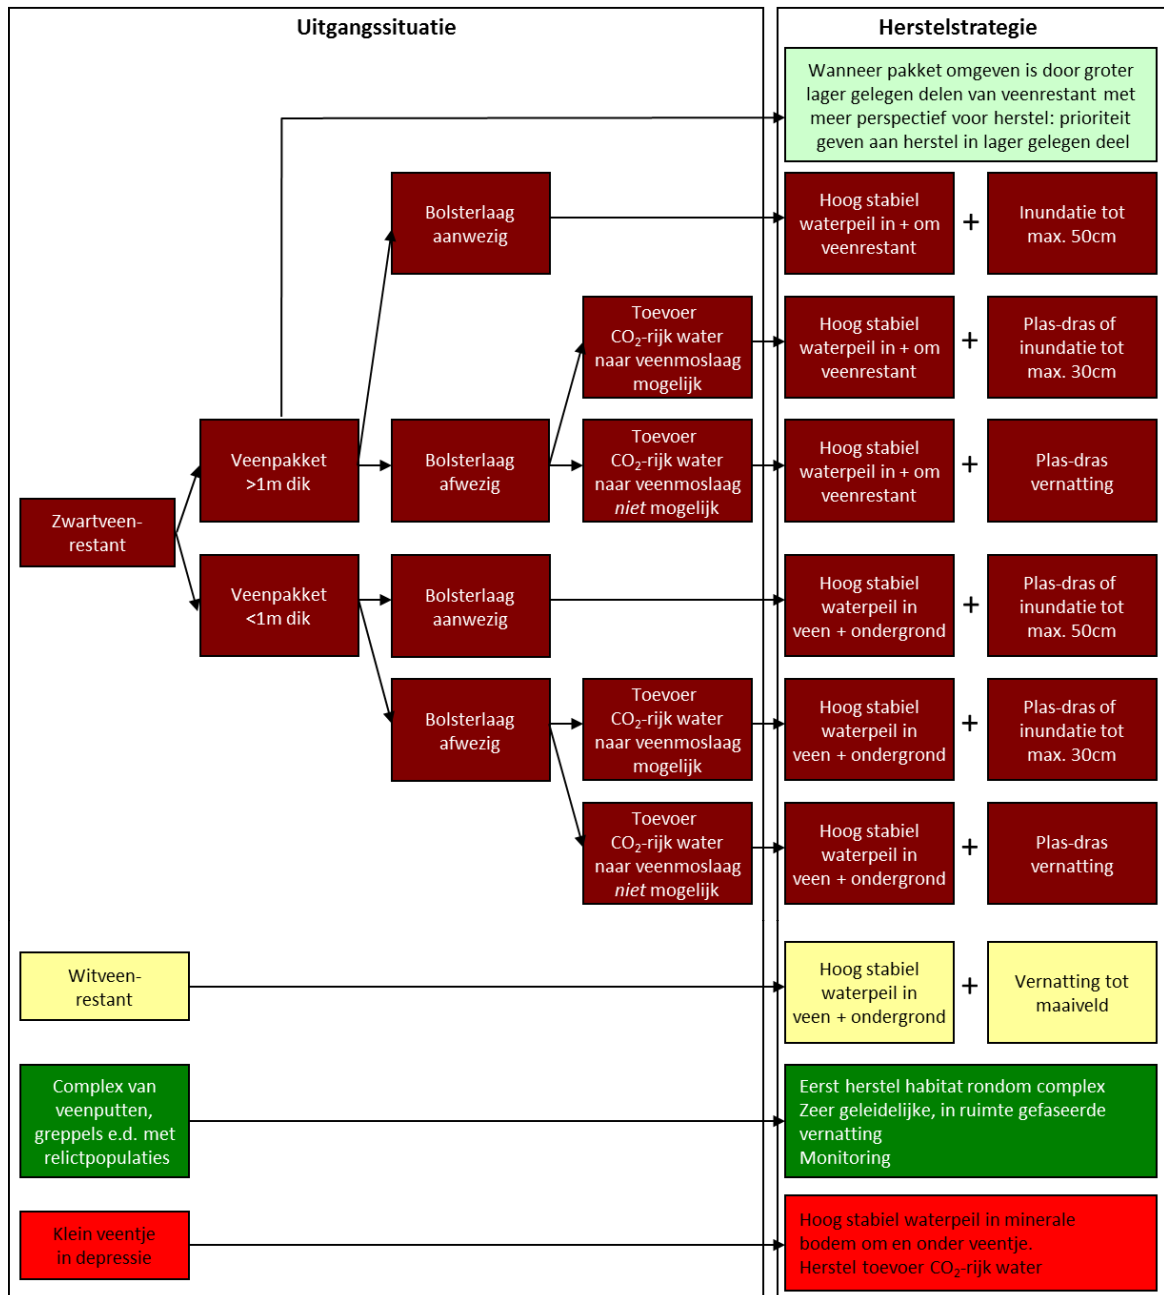 Uitgangssituatie
Herstelstrategie
Wanneer pakket omgeven is door groter
lager gelegen delen van veenrestant met
meer perspectief voor herstel: prioriteit
geven aan herstel in lager gelegen deel
Bolsterlaag
aanwezig
Hoog stabiel
waterpeil in + om
veenrestant
+
Inundatie tot
max. 50cm
Toevoer
CO₂-rijk water
naar veenmoslaag
mogelijk
Hoog stabiel
waterpeil in + om
veenrestant
+
Plas-dras of
inundatie tot
max. 30cm
Veenpakket
>1m dik
Bolsterlaag
afwezig
Toevoer
CO₂-rijk water
naar veenmoslaag
niet mogelijk
Hoog stabiel
waterpeil in + om
veenrestant
+
Plas-dras
vernatting
Zwartveen-
restant
Veenpakket
<1m dik
Bolsterlaag
aanwezig
Hoog stabiel
waterpeil in
veen + ondergrond
+
Plas-dras of
inundatie tot
max. 50cm
Bolsterlaag
afwezig
Toevoer
CO₂-rijk water
naar veenmoslaag
mogelijk
Hoog stabiel
waterpeil in
veen + ondergrond
+
Plas-dras of
inundatie tot
max. 30cm
Toevoer
CO₂-rijk water
naar veenmoslaag
niet mogelijk
Hoog stabiel
waterpeil in
veen + ondergrond
+
Plas-dras
vernatting
Witveen-
restant
Hoog stabiel
waterpeil in
veen + ondergrond
+
Vernatting tot
maaiveld
Complex van
veenputten,
greppels e.d. met
relictpopulaties
Eerst herstel habitat rondom complex
Zeer geleidelijke, in ruimte gefaseerde
vernatting
Monitoring
Klein veentje
in depressie
Hoog stabiel waterpeil in minerale
bodem om en onder veentje.
Herstel toevoer CO₂-rijk water